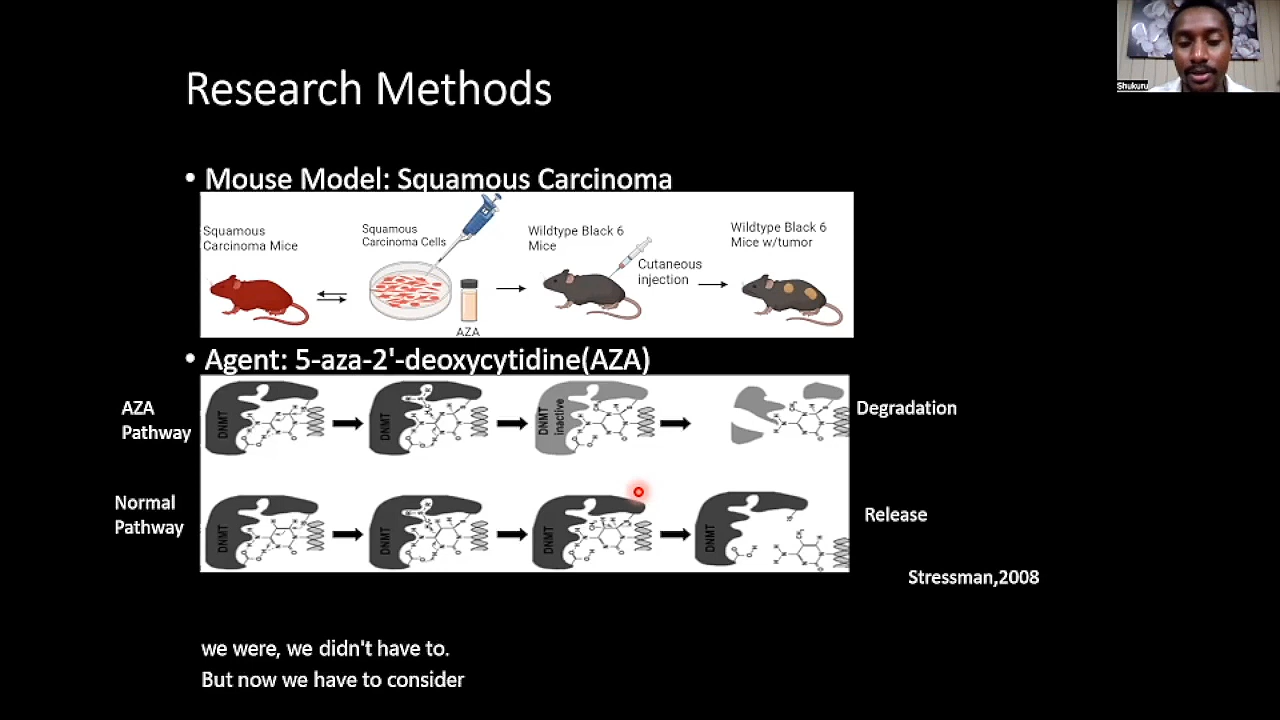 Shukuru
Research Methods
• Mouse Model: Squamous Carcinoma
Squamous
Carcinoma Mice
Squamous
Carcinoma Cells
AZA
Wildtype Black 6
Mice
Cutaneous
injection
Wildtype Black 6
Mice w/tumor
• Agent: 5-aza-2'-deoxycytidine(AZA)
AZA
Pathway
DNMT
DNMT
DNMT
inactive
Degradation
Normal
Pathway
DNMT
DNMT
DNMT
DNMT
Release
Stressman,2008
we were, we didn't have to.
But now we have to consider